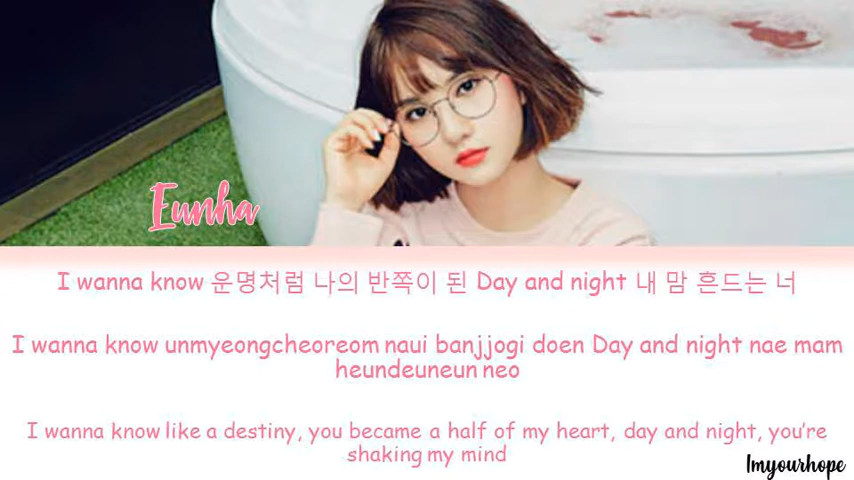 Eunha
I wanna know 운명처럼 나의 반쪽이 된 Day and night 내 맘 흔드는 너
I wanna know unmyeongcheoreom naui banjjogi doen Day and night nae mam
heundeuneun neo
I wanna know like a destiny, you became a half of my heart, day and night, you're
shaking my mind
Imyourhope